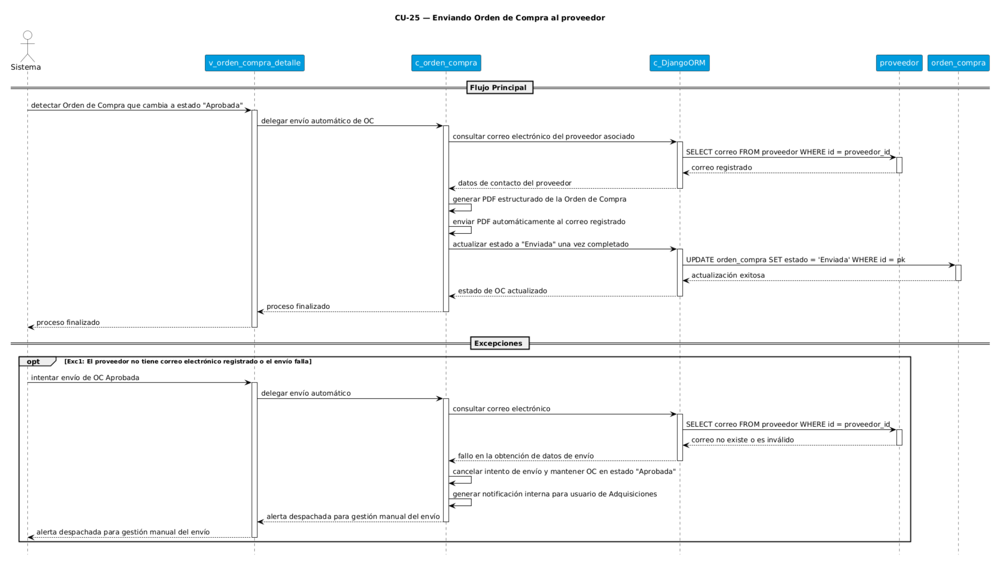 CU-25 — Enviando Orden de Compra al proveedor
Sistema
v_orden_compra_detalle
c_orden_compra
c_DjangoORM
proveedor
orden_compra
Flujo Principal
detectar Orden de Compra que cambia a estado "Aprobada"
delegar envío automático de OC
consultar correo electrónico del proveedor asociado
SELECT correo FROM proveedor WHERE id = proveedor_id
correo registrado
datos de contacto del proveedor
generar PDF estructurado de la Orden de Compra
enviar PDF automáticamente al correo registrado
actualizar estado a "Enviada" una vez completado
UPDATE orden_compra SET estado = 'Enviada' WHERE id = pk
actualización exitosa
estado de OC actualizado
proceso finalizado
proceso finalizado
Excepciones
opt [Exc1: El proveedor no tiene correo electrónico registrado o el envío falla]
intentar envío de OC Aprobada
delegar envío automático
consultar correo electrónico
SELECT correo FROM proveedor WHERE id = proveedor_id
correo no existe o es inválido
fallo en la obtención de datos de envío
cancelar intento de envío y mantener OC en estado "Aprobada"
generar notificación interna para usuario de Adquisiciones
alerta despachada para gestión manual del envío
alerta despachada para gestión manual del envío